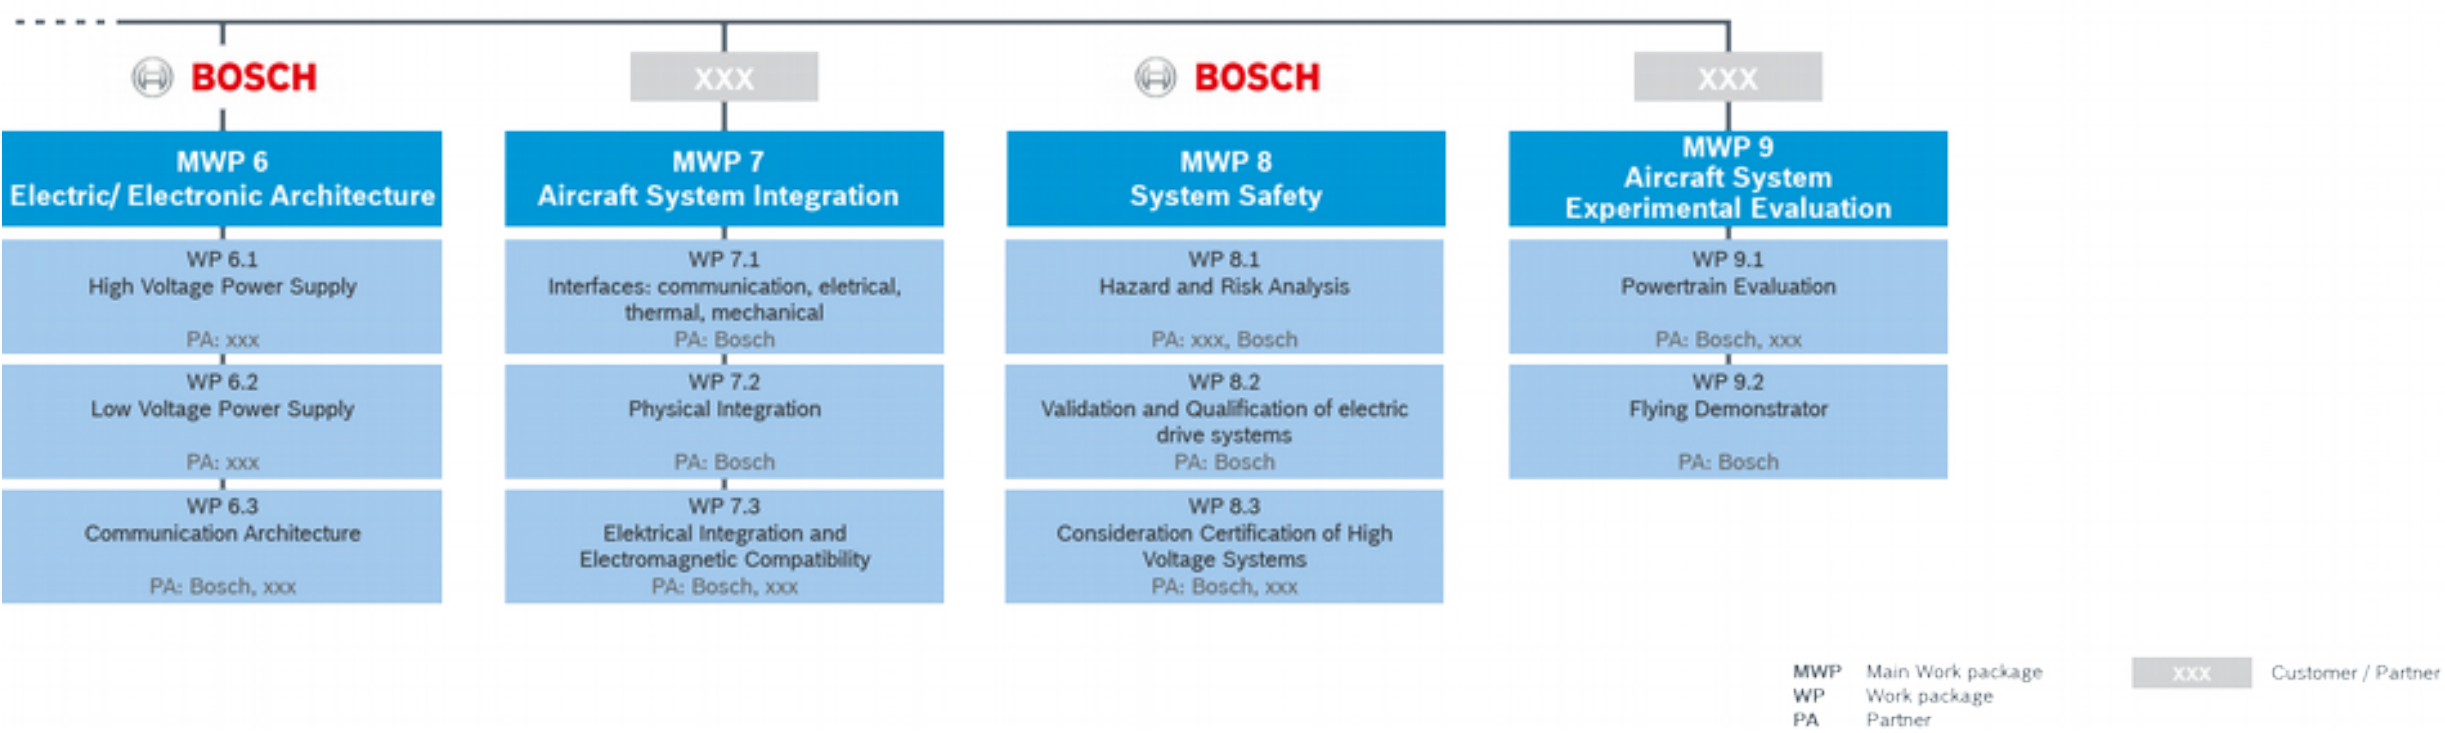 BOSCH
XXX
BOSCH
XXX
MWP 6
Electric/ Electronic Architecture
MWP 7
Aircraft System Integration
MWP 8
System Safety
MWP 9
Aircraft System
Experimental Evaluation
WP 6.1
High Voltage Power Supply
PA: xxx
WP 6.2
Low Voltage Power Supply
PA: xxx
WP 6.3
Communication Architecture
PA: Bosch, xxx
WP 7.1
Interfaces: communication, eletrical,
thermal, mechanical
PA: Bosch
WP 7.2
Physical Integration
PA: Bosch
WP 7.3
Elektrical Integration and
Electromagnetic Compatibility
PA: Bosch, xxx
WP 8.1
Hazard and Risk Analysis
PA: xxx, Bosch
WP 8.2
Validation and Qualification of electric
drive systems
PA: Bosch
WP 8.3
Consideration Certification of High
Voltage Systems
PA: Bosch, xxx
WP 9.1
Powertrain Evaluation
PA: Bosch, xxx
WP 9.2
Flying Demonstrator
PA: Bosch
MWP Main Work package
WP Work package
PA Partner
XXX Customer / Partner